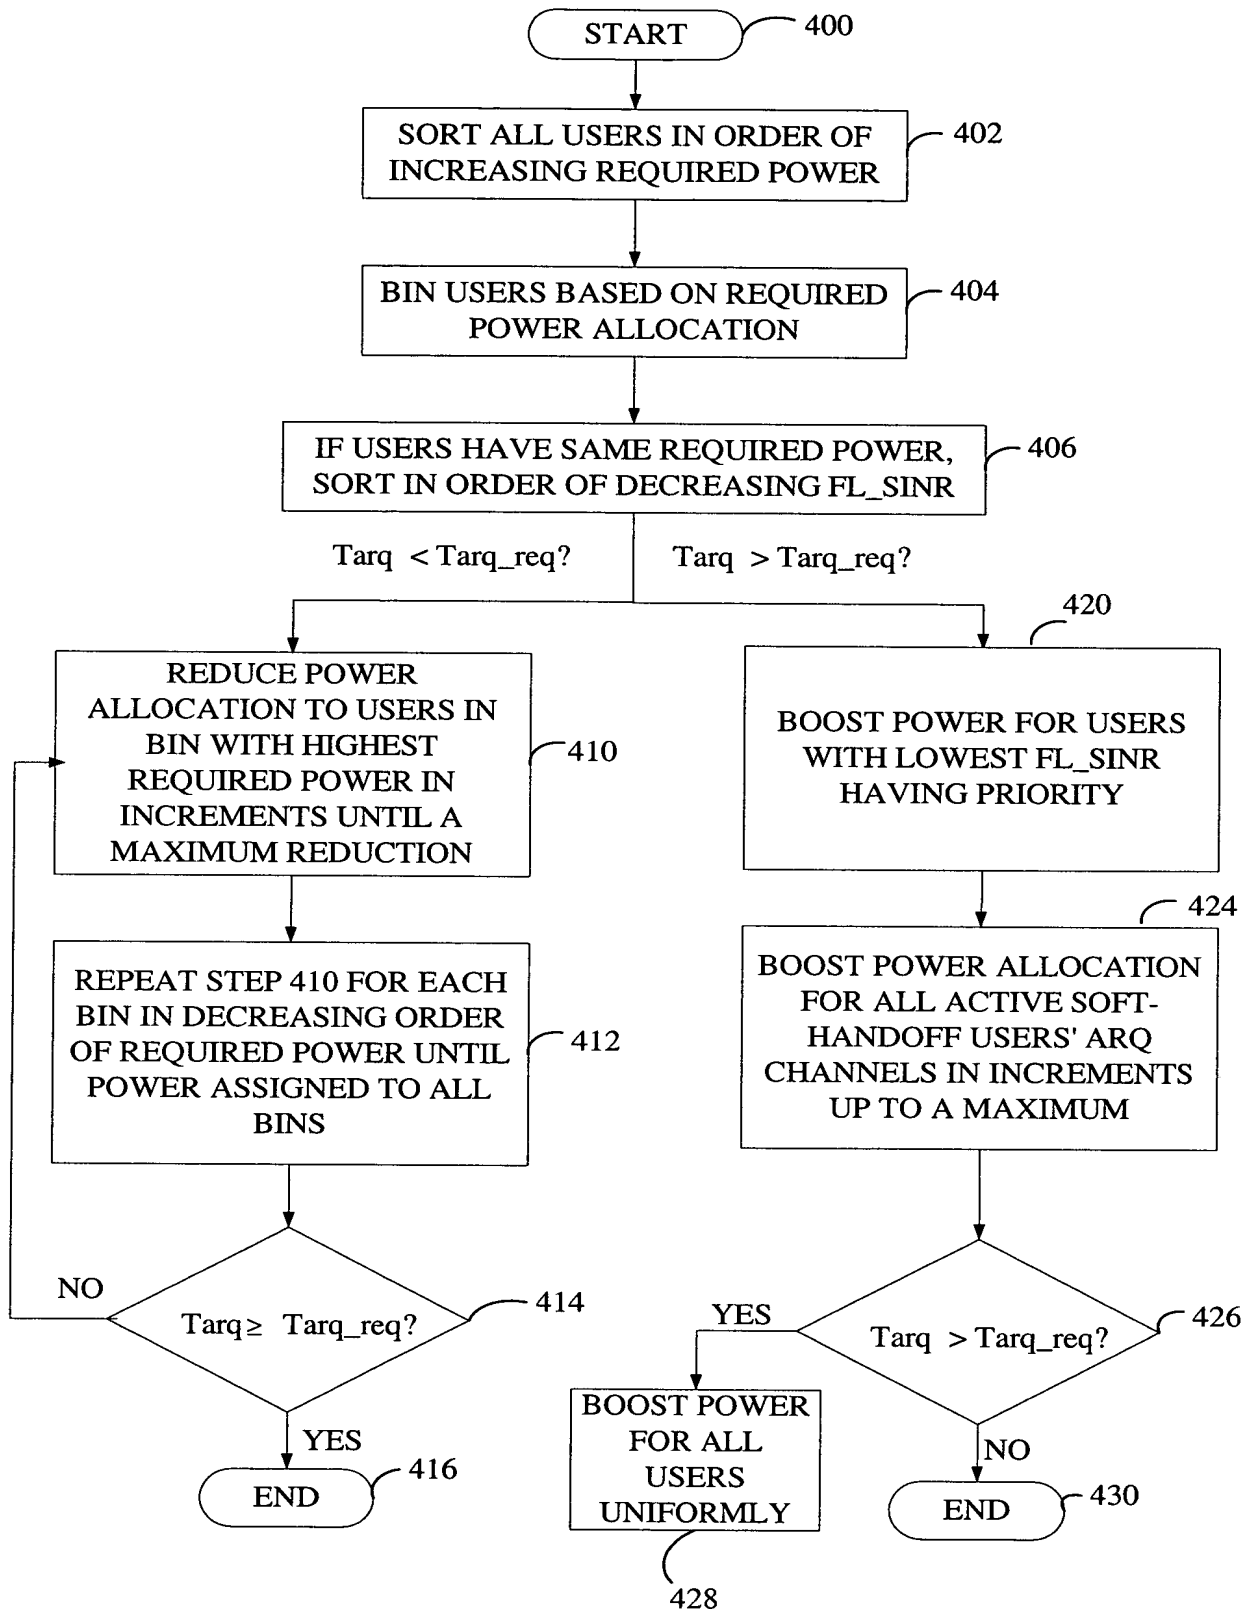 START
400
SORT ALL USERS IN ORDER OF
INCREASING REQUIRED POWER
402
BIN USERS BASED ON REQUIRED
POWER ALLOCATION
404
IF USERS HAVE SAME REQUIRED POWER,
SORT IN ORDER OF DECREASING FL_SINR
406
Tarq < Tarq_req?
Tarq > Tarq_req?
REDUCE POWER
ALLOCATION TO USERS IN
BIN WITH HIGHEST
REQUIRED POWER IN
INCREMENTS UNTIL A
MAXIMUM REDUCTION
410
REPEAT STEP 410 FOR EACH
BIN IN DECREASING ORDER
OF REQUIRED POWER UNTIL
POWER ASSIGNED TO ALL
BINS
412
NO
Tarq ≥ Tarq_req?
414
YES
END
416
420
BOOST POWER FOR USERS
WITH LOWEST FL_SINR
HAVING PRIORITY
424
BOOST POWER ALLOCATION
FOR ALL ACTIVE SOFT-
HANDOFF USERS' ARQ
CHANNELS IN INCREMENTS
UP TO A MAXIMUM
YES
Tarq > Tarq_req?
426
BOOST POWER
FOR ALL
USERS
UNIFORMLY
428
NO
END
430